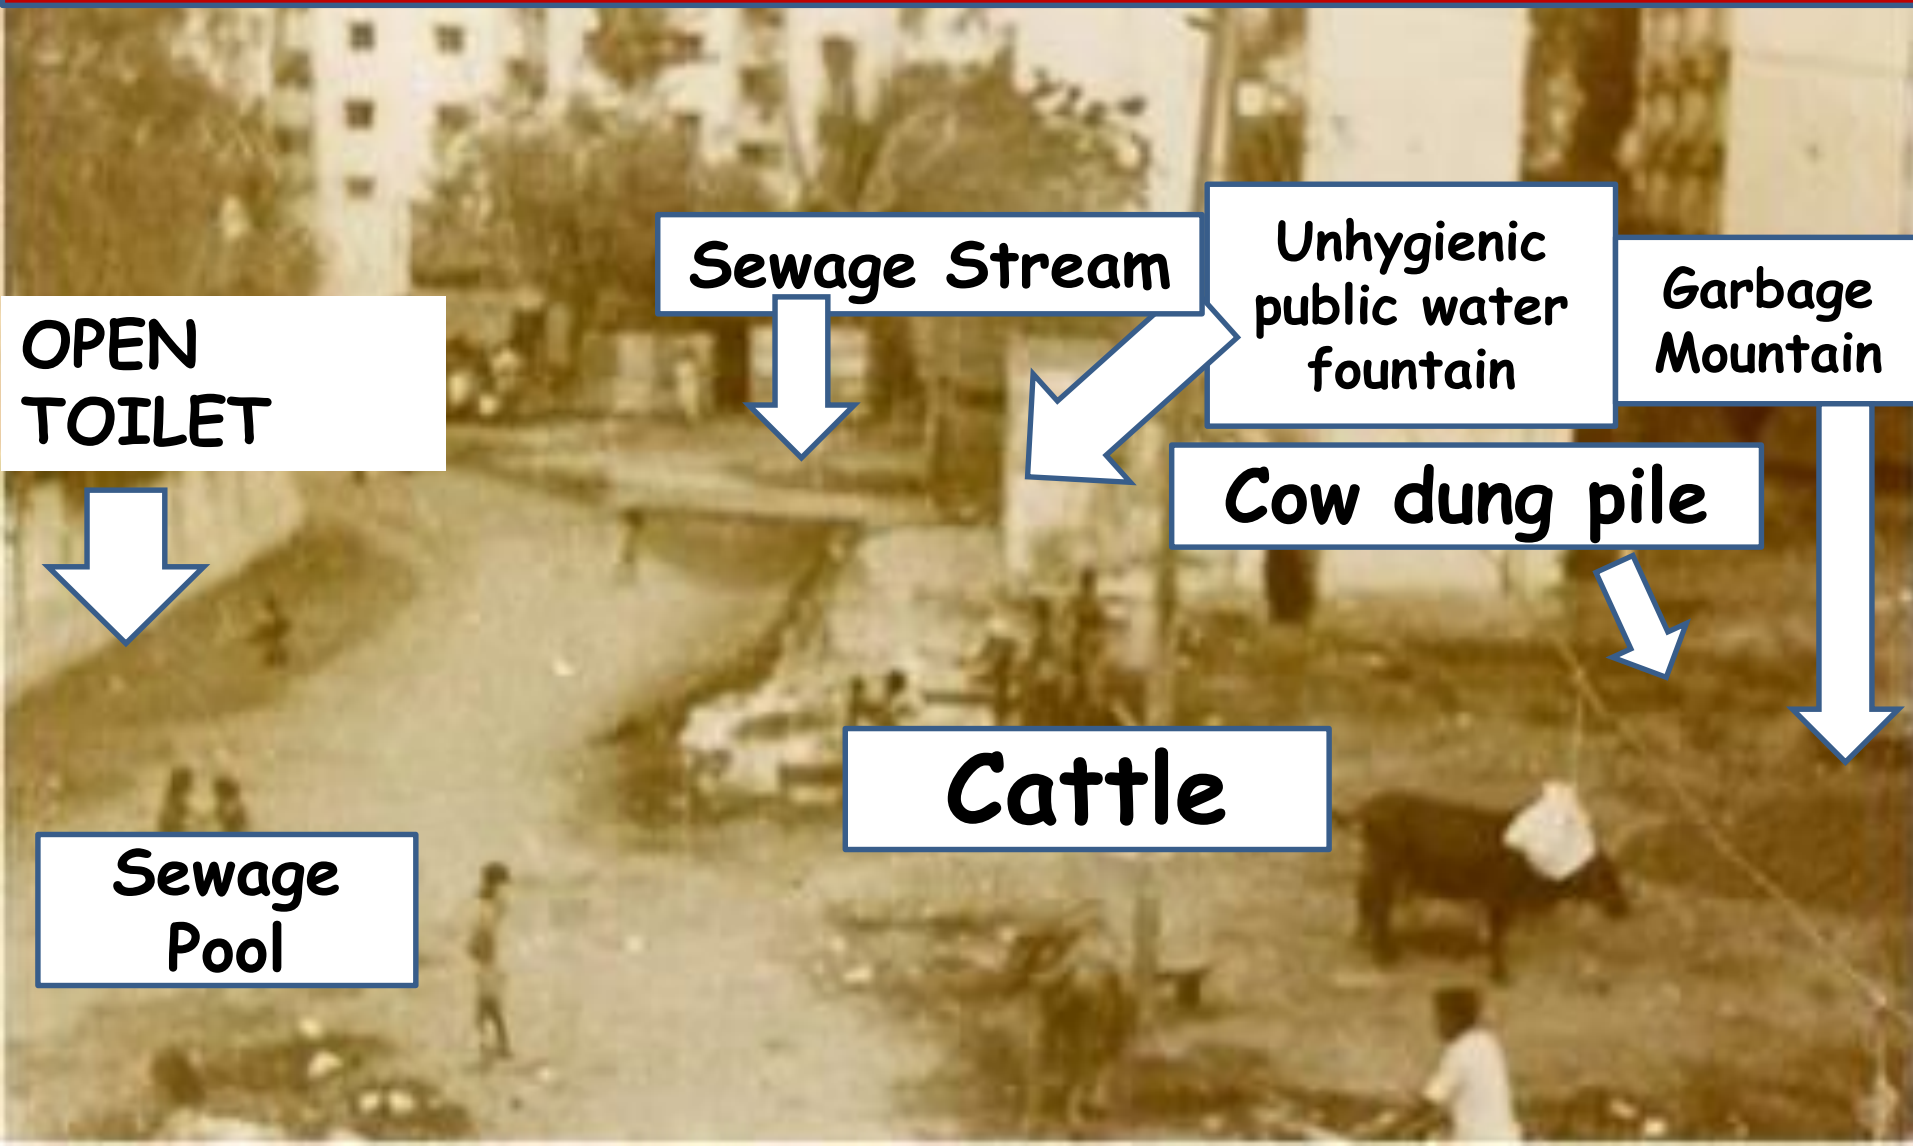 Sewage Stream
Unhygienic
public water
fountain
Garbage
Mountain
OPEN
TOILET
Cow dung pile
Cattle
Sewage
Pool